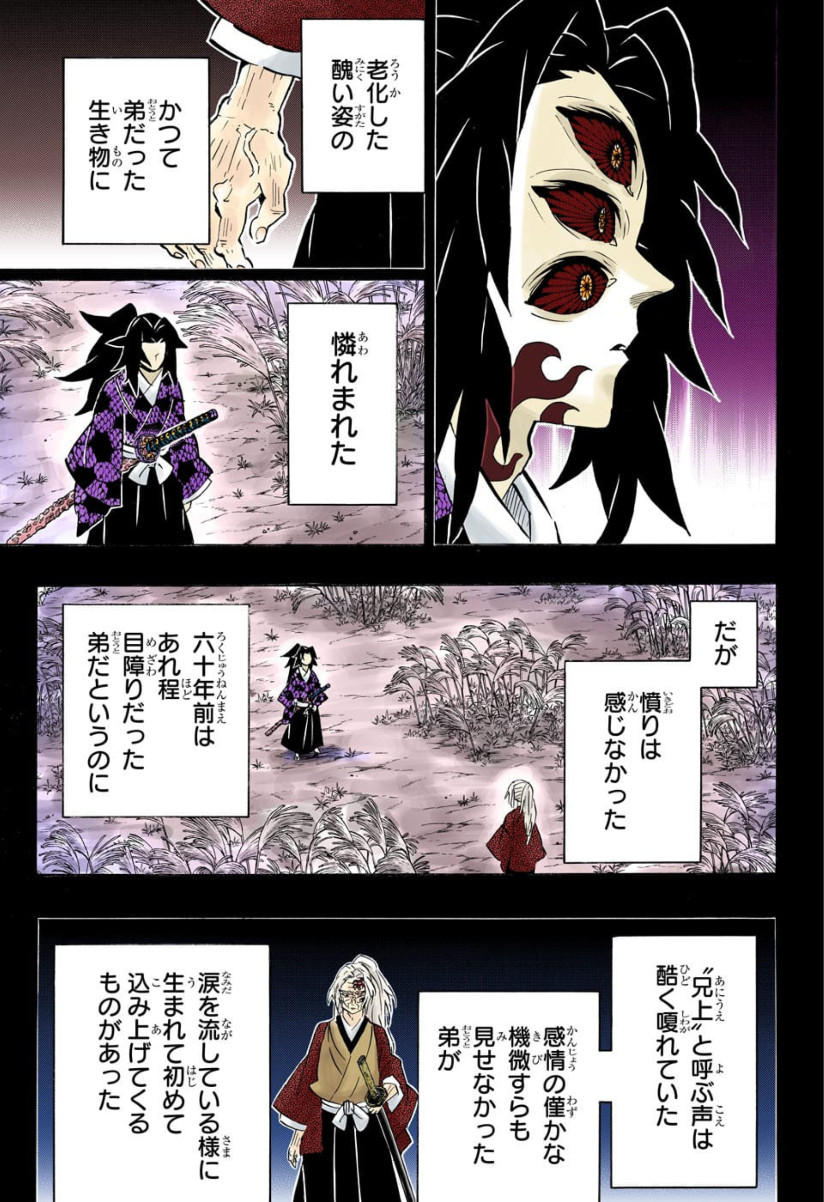 老化した
醜い姿の
かつて
弟だった
生き物に
憐れまれた
だが
憤りは
感じなかった
六十年前は
あれ程
目障りだった
弟だというのに
〝兄上〟と呼ぶ声は
酷く嗄れていた
感情の僅かな
機微すらも
見せなかった
弟が
涙を流している様に
生まれて初めて
込み上げてくる
ものがあった